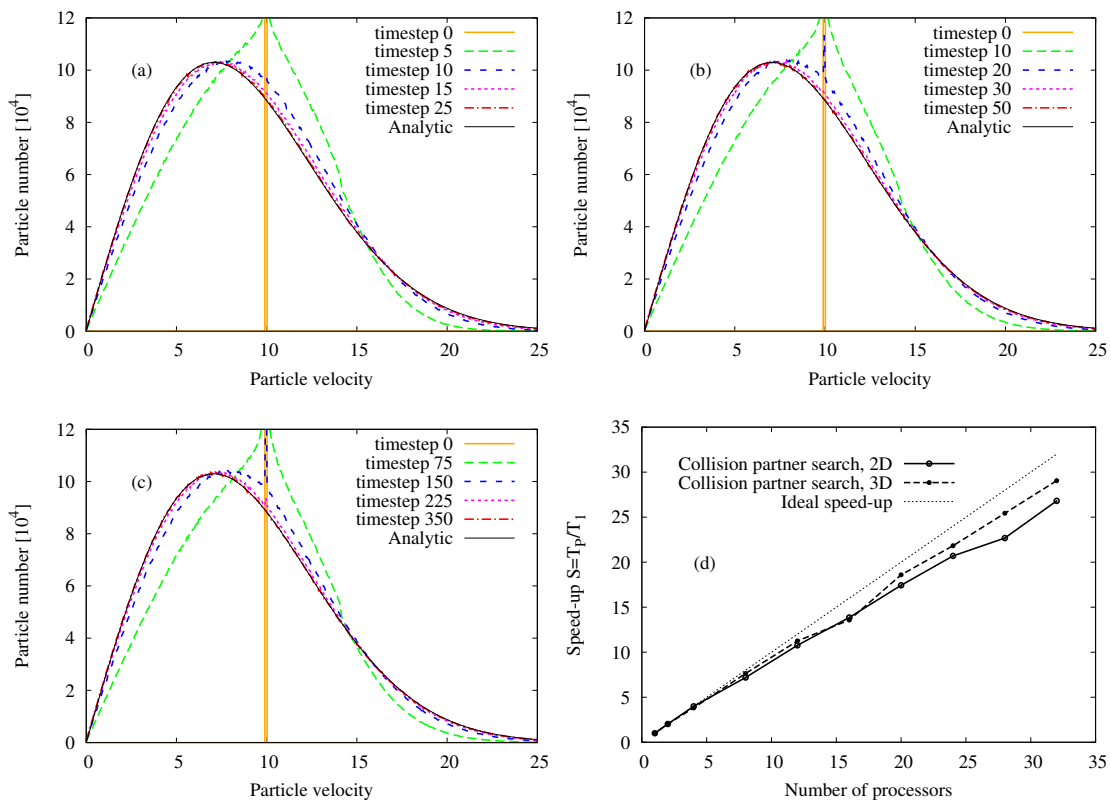 12
10
8
6
4
2
0
Particle number [10^4]
(a)
timestep 0
timestep 5
timestep 10
timestep 15
timestep 25
Analytic
0 5 10 15 20 25
Particle velocity
12
10
8
6
4
2
0
Particle number [10^4]
(b)
timestep 0
timestep 10
timestep 20
timestep 30
timestep 50
Analytic
0 5 10 15 20 25
Particle velocity
12
10
8
6
4
2
0
Particle number [10^4]
(c)
timestep 0
timestep 75
timestep 150
timestep 225
timestep 350
Analytic
0 5 10 15 20 25
Particle velocity
35
30
25
20
15
10
5
0
Speed-up S=T_P/T_1
Collision partner search, 2D
Collision partner search, 3D
Ideal speed-up
(d)
0 5 10 15 20 25 30 35
Number of processors